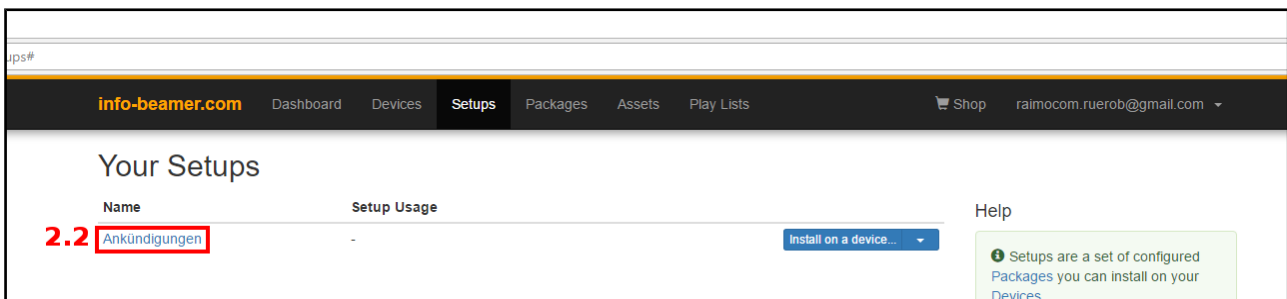 ups#
info-beamer.com Dashboard Devices Setups Packages Assets Play Lists Shop raimocom.ruerob@gmail.com
Your Setups
Name Setup Usage
2.2 Ankündigungen - Install on a device...
Help
Setups are a set of configured
Packages you can install on your
Devices